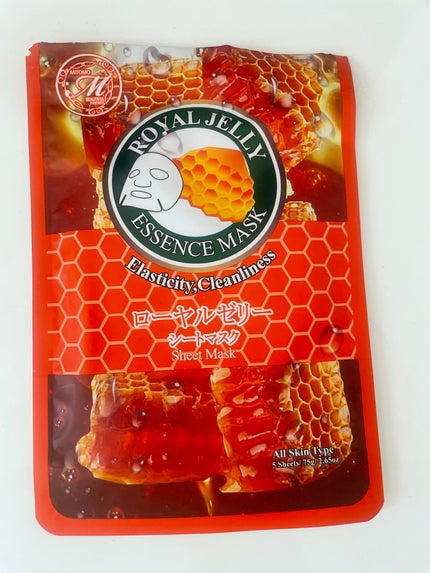 MITOMO
M
ROYAL JELLY
ESSENCE MASK
Elasticity,Cleanliness
ローヤルゼリー
シートマスク
Sheet Mask
All Skin Type
5 Sheets/ 75g/ 2.65oz